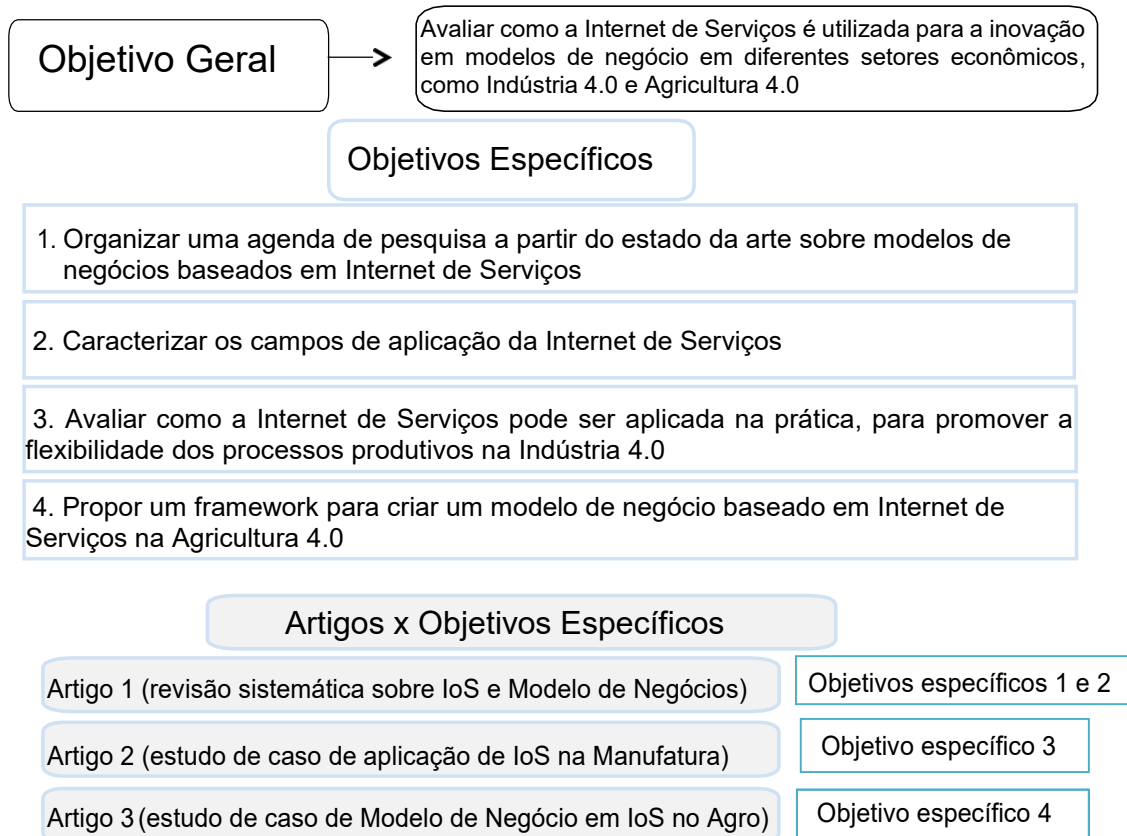 Objetivo Geral
Avaliar como a Internet de Serviços é utilizada para a inovação
em modelos de negócio em diferentes setores econômicos,
como Indústria 4.0 e Agricultura 4.0
Objetivos Específicos
1. Organizar uma agenda de pesquisa a partir do estado da arte sobre modelos de
negócios baseados em Internet de Serviços
2. Caracterizar os campos de aplicação da Internet de Serviços
3. Avaliar como a Internet de Serviços pode ser aplicada na prática, para promover a
flexibilidade dos processos produtivos na Indústria 4.0
4. Propor um framework para criar um modelo de negócio baseado em Internet de
Serviços na Agricultura 4.0
Artigos x Objetivos Específicos
Artigo 1 (revisão sistemática sobre IoS e Modelo de Negócios)
Objetivos específicos 1 e 2
Artigo 2 (estudo de caso de aplicação de IoS na Manufatura)
Objetivo específico 3
Artigo 3 (estudo de caso de Modelo de Negócio em IoS no Agro)
Objetivo específico 4